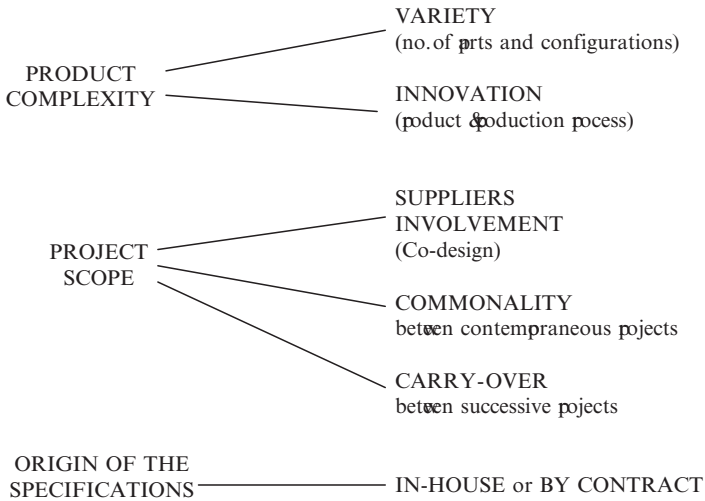 PRODUCT
COMPLEXITY
VARIETY
(no. of parts and configurations)
INNOVATION
(product & production process)
PROJECT
SCOPE
SUPPLIERS
INVOLVEMENT
(Co-design)
COMMONALITY
between contemporaneous projects
CARRY-OVER
between successive projects
ORIGIN OF THE
SPECIFICATIONS
IN-HOUSE or BY CONTRACT